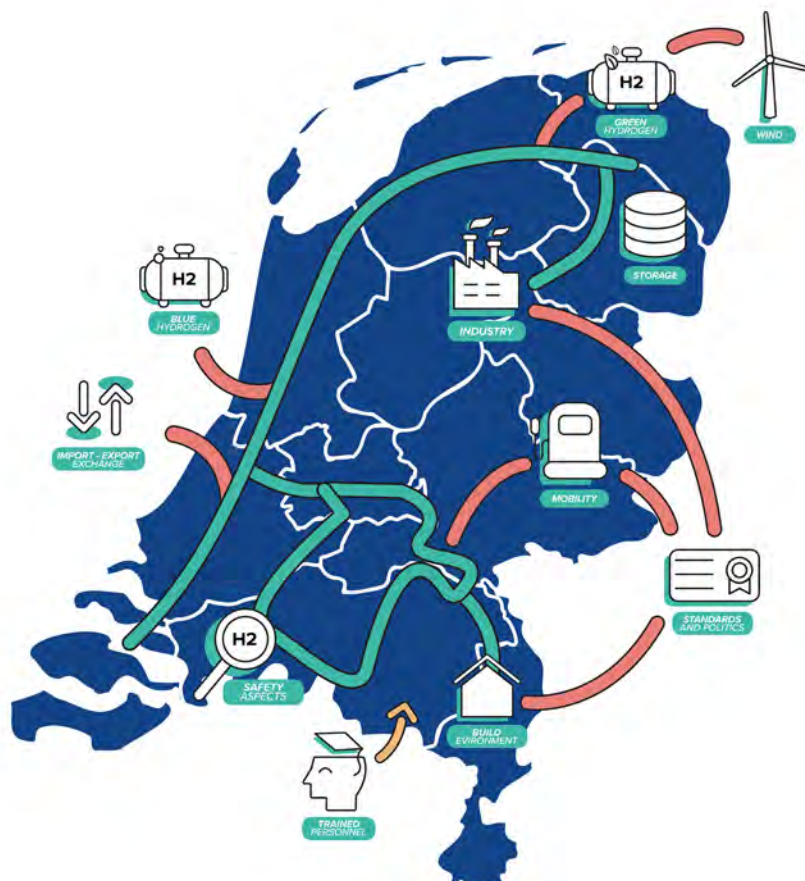 H2
GREEN
HYDROGEN
WIND
STORAGE
H2
BLUE
HYDROGEN
INDUSTRY
IMPORT - EXPORT
EXCHANGE
MOBILITY
STANDARDS
AND POLITICS
H2
SAFETY
ASPECTS
BUILD
EVIRONMENT
TRAINED
PERSONNEL